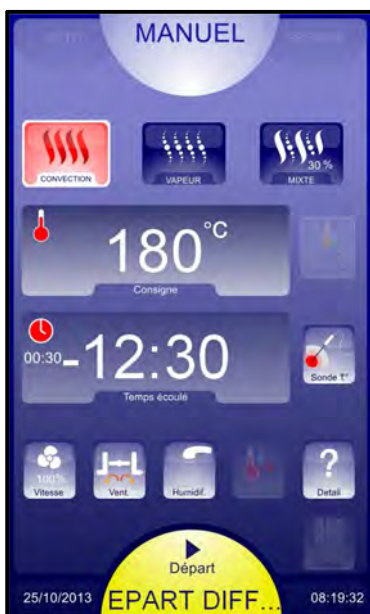 MANUEL
CONVECTION
VAPEUR
30 %
MIXTE
180°C
Consigne
00:30-12:30
Temps écoulé
Sonde T°
100%
Vitesse
Vent.
Humidif.
?
Detail
Départ
25/10/2013
EPART DIFF...
08:19:32